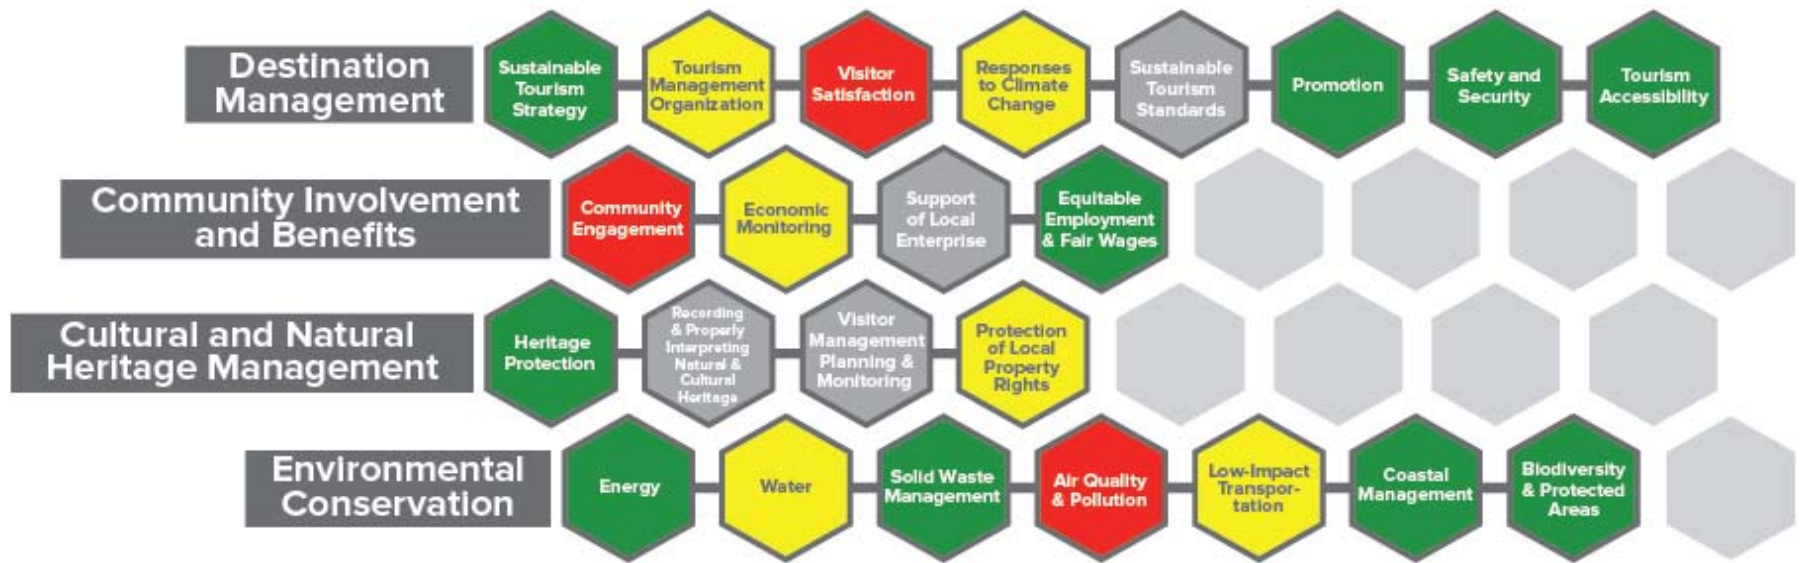 Destination
Management
Sustainable
Tourism
Strategy
Tourism
Management
Organization
Visitor
Satisfaction
Responses
to Climate
Change
Sustainable
Tourism
Standards
Promotion
Safety and
Security
Tourism
Accessibility
Community Involvement
and Benefits
Community
Engagement
Economic
Monitoring
Support
of Local
Enterprise
Equitable
Employment
& Fair Wages
Cultural and Natural
Heritage Management
Heritage
Protection
Recording
& Properly
Interpreting
Natural &
Cultural
Heritage
Visitor
Management
Planning &
Monitoring
Protection
of Local
Property
Rights
Environmental
Conservation
Energy
Water
Solid Waste
Management
Air Quality
& Pollution
Low-Impact
Transpor-
tation
Coastal
Management
Biodiversity
& Protected
Areas